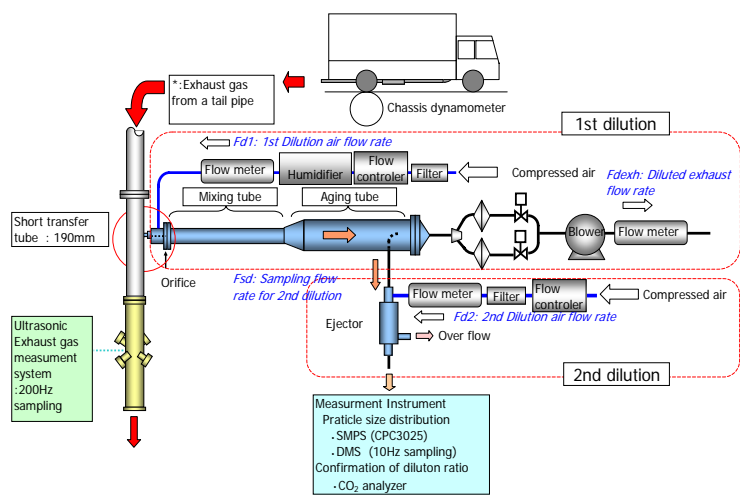 *:Exhaust gas
from a tail pipe
Chassis dynamometer
1st dilution
Fd1: 1st Dilution air flow rate
Flow meter
Humidifier
Flow
controler
Filter
Compressed air
Fdexh: Diluted exhaust
flow rate
Mixing tube
Aging tube
Short transfer
tube : 190mm
Orifice
Blower
Flow meter
Fsd: Sampling flow
rate for 2nd dilution
Flow meter
Filter
Flow
controler
Compressed air
Fd2: 2nd Dilution air flow rate
Ejector
Over flow
2nd dilution
Ultrasonic
Exhaust gas
measument
system
:200Hz
sampling
Measurment Instrument
Praticle size distribution
・SMPS (CPC3025)
・DMS (10Hz sampling)
Confirmation of diluton ratio
・CO₂ analyzer